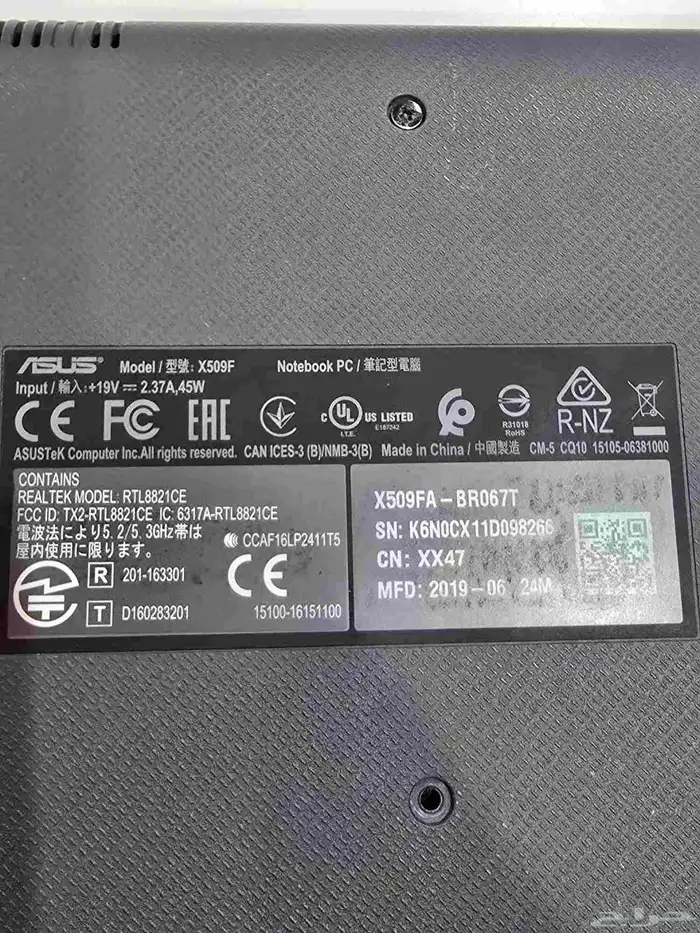 ASUS Model / 型號: X509F Notebook PC / 筆記型電腦
Input / 輸入: +19V ⎓ 2.37A,45W
CE FC EAC c UL US LISTED I.T.E. E187242 R31018 RoHS R-NZ
ASUSTeK Computer Inc. All rights reserved. CAN ICES-3 (B)/NMB-3(B) Made in China / 中國製造 CM-5 CQ10 15105-06381000
CONTAINS
REALTEK MODEL: RTL8821CE
FCC ID: TX2-RTL8821CE IC: 6317A-RTL8821CE
電波法により5.2/5.3GHz帯は
屋内使用に限ります.
CCAF16LP2411T5
R 201-163301
T D160283201
CE
15100-16151100
X509FA-BR067T
SN: K6N0CX11D098266
CN: XX47
MFD: 2019-06 24M
حراج